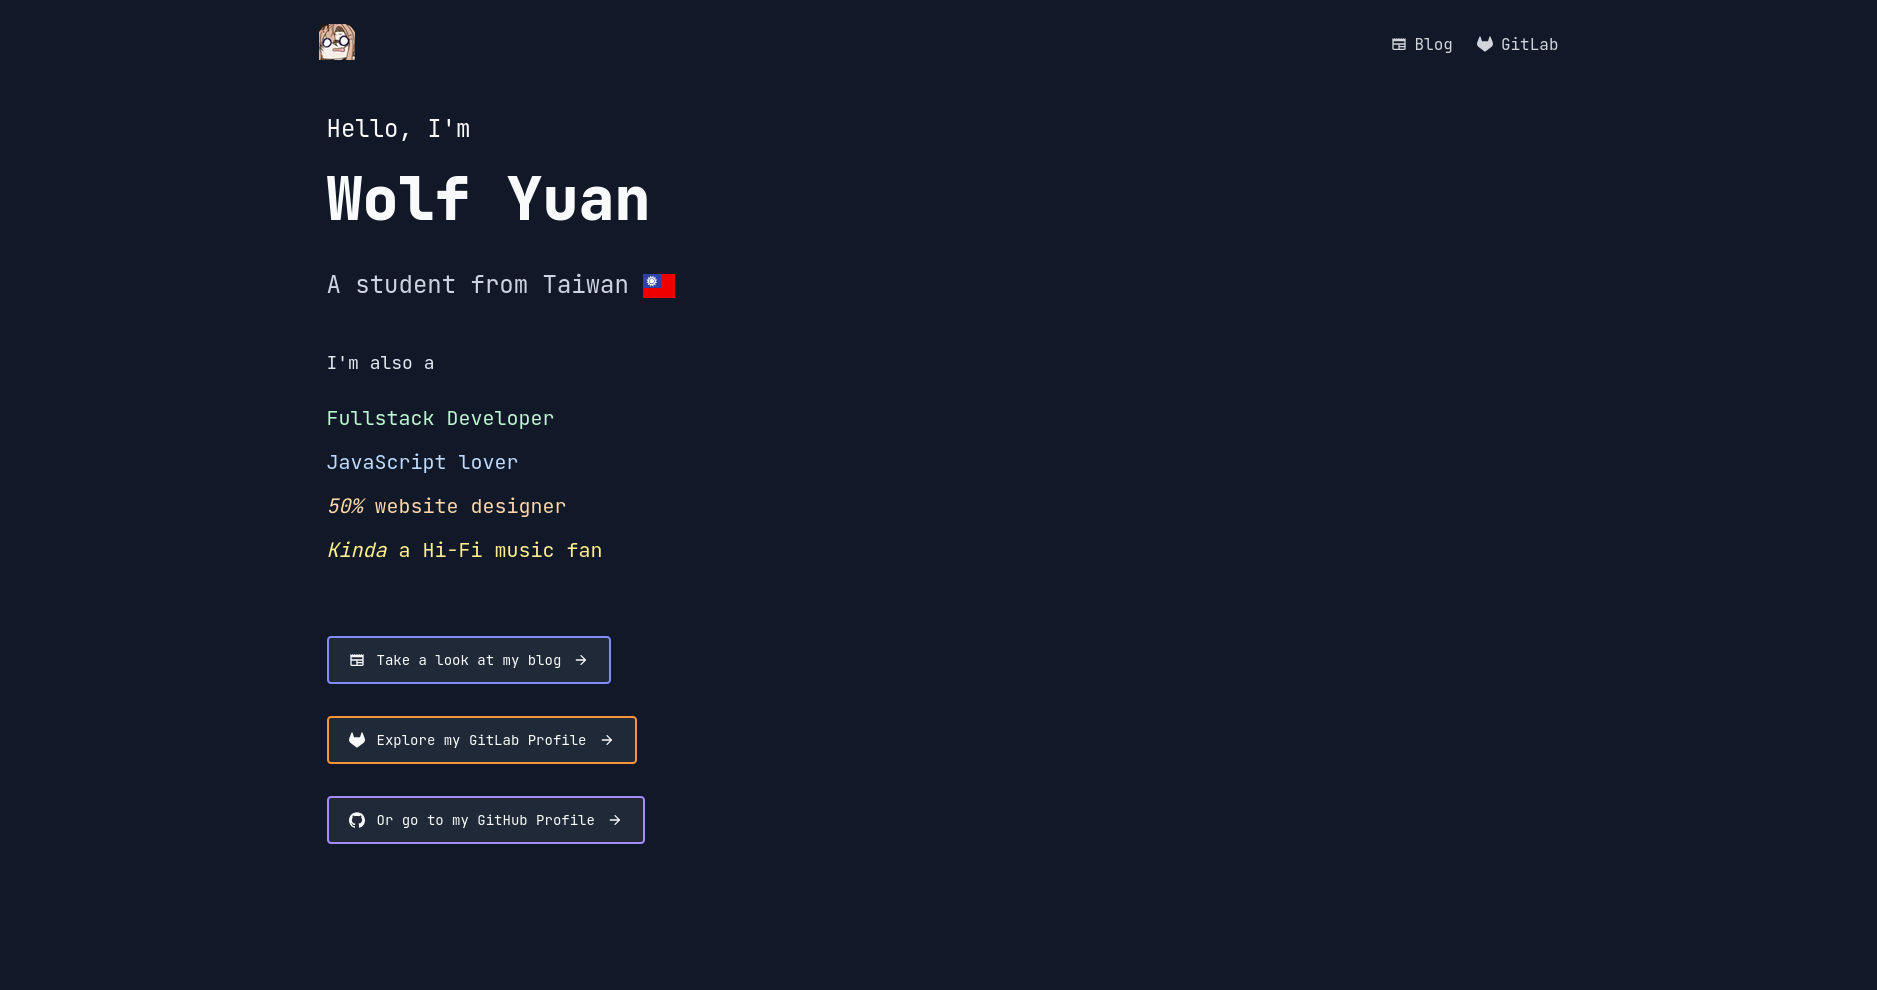 Blog GitLab
Hello, I'm
Wolf Yuan
A student from Taiwan
I'm also a
Fullstack Developer
JavaScript lover
50% website designer
Kinda a Hi-Fi music fan
Take a look at my blog
Explore my GitLab Profile
Or go to my GitHub Profile